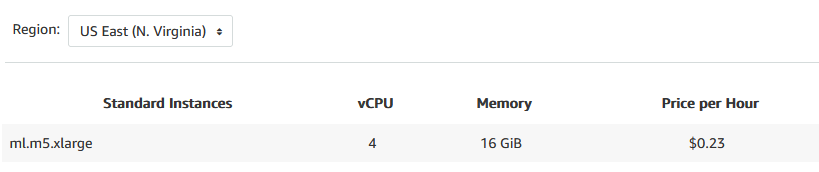 Region: US East (N. Virginia)
Standard Instances vCPU Memory Price per Hour
ml.m5.xlarge 4 16 GiB $0.23